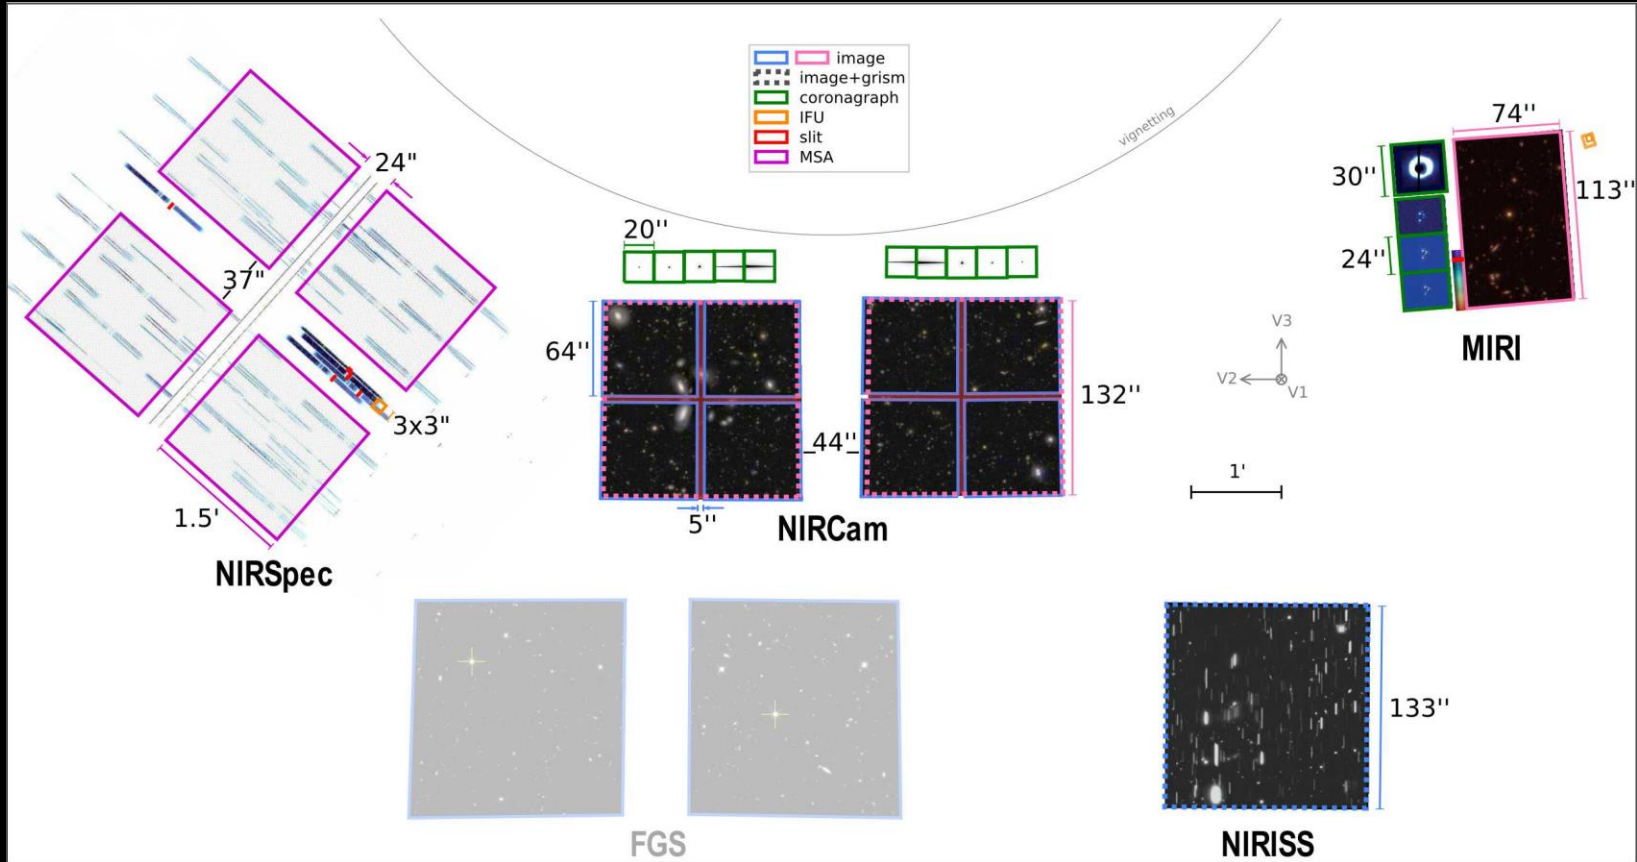 image
image+grism
coronagraph
IFU
slit
MSA
vignetting
24"
37"
3x3"
1.5'
NIRSpec
20''
64''
44''
132''
5''
NIRCam
74''
30''
113''
24''
MIRI
V3
V2
V1
1'
FGS
133''
NIRISS